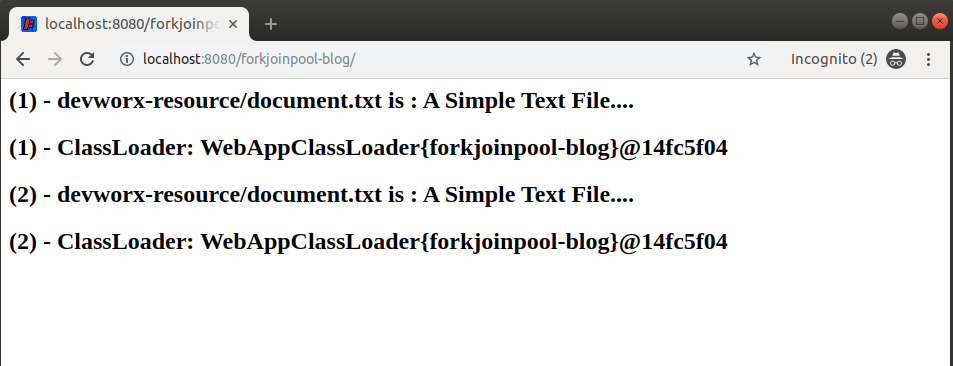 localhost:8080/forkjoinpo
localhost:8080/forkjoinpool-blog/
Incognito (2)
(1) - devworx-resource/document.txt is : A Simple Text File....
(1) - ClassLoader: WebAppClassLoader{forkjoinpool-blog}@14fc5f04
(2) - devworx-resource/document.txt is : A Simple Text File....
(2) - ClassLoader: WebAppClassLoader{forkjoinpool-blog}@14fc5f04